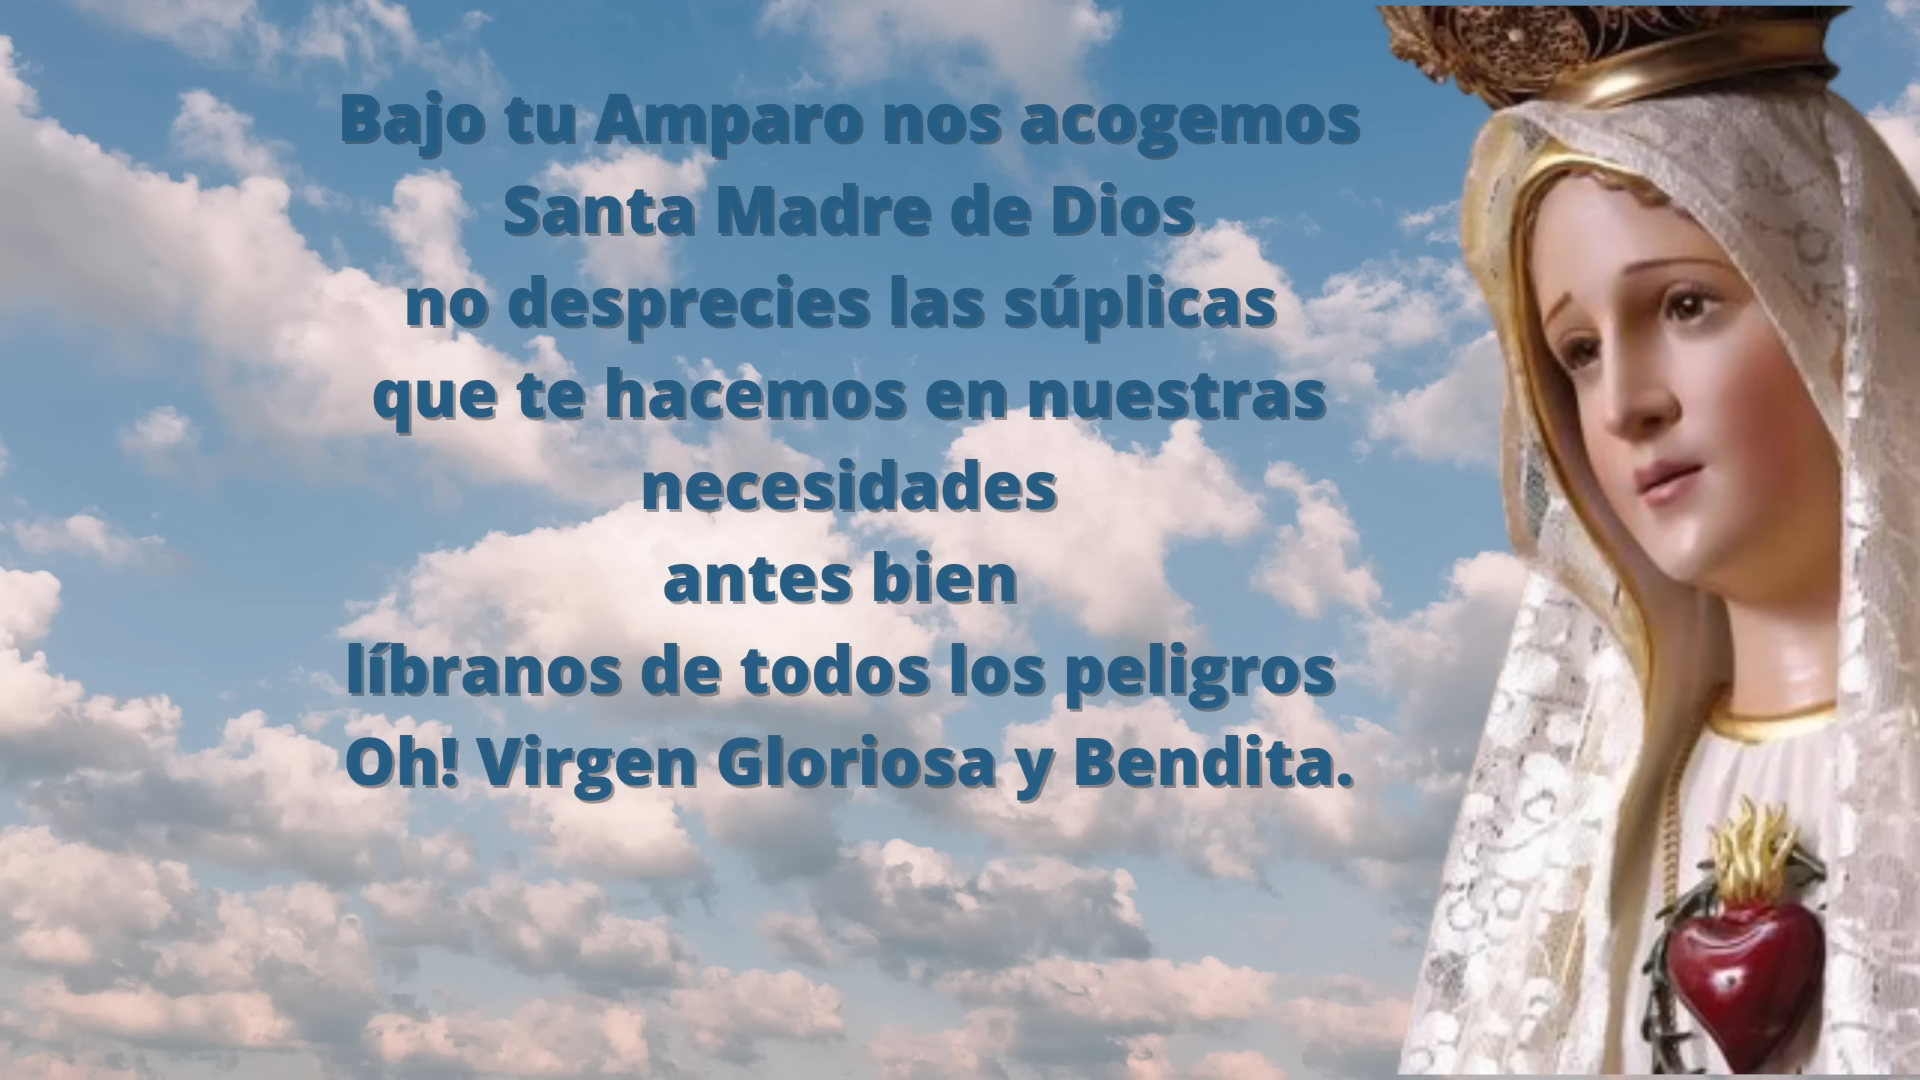 Bajo tu Amparo nos acogemos
Santa Madre de Dios
no desprecies las súplicas
que te hacemos en nuestras
necesidades
antes bien
líbranos de todos los peligros
Oh! Virgen Gloriosa y Bendita.